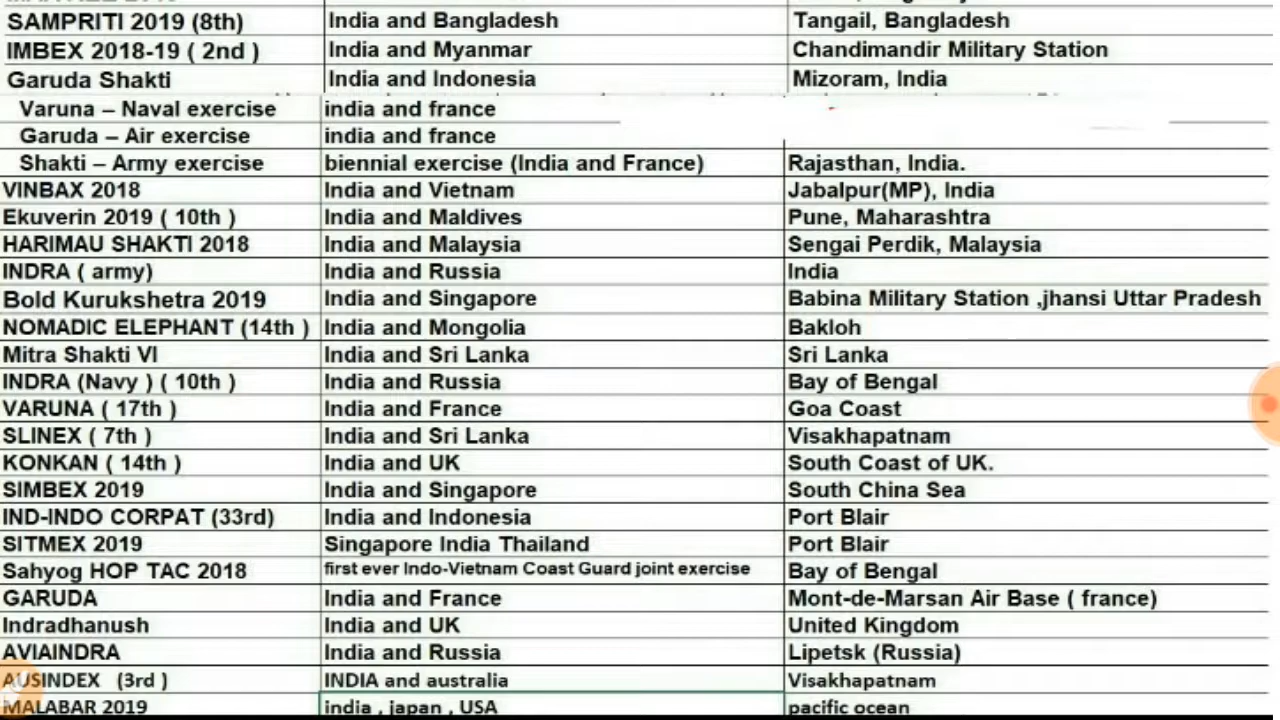 SAMPRITI 2019 (8th) India and Bangladesh Tangail, Bangladesh
IMBEX 2018-19 ( 2nd ) India and Myanmar Chandimandir Military Station
Garuda Shakti India and Indonesia Mizoram, India
Varuna – Naval exercise india and france
Garuda – Air exercise india and france
Shakti – Army exercise biennial exercise (India and France) Rajasthan, India.
VINBAX 2018 India and Vietnam Jabalpur(MP), India
Ekuverin 2019 ( 10th ) India and Maldives Pune, Maharashtra
HARIMAU SHAKTI 2018 India and Malaysia Sengai Perdik, Malaysia
INDRA ( army) India and Russia India
Bold Kurukshetra 2019 India and Singapore Babina Military Station ,jhansi Uttar Pradesh
NOMADIC ELEPHANT (14th ) India and Mongolia Bakloh
Mitra Shakti VI India and Sri Lanka Sri Lanka
INDRA (Navy ) ( 10th ) India and Russia Bay of Bengal
VARUNA ( 17th ) India and France Goa Coast
SLINEX ( 7th ) India and Sri Lanka Visakhapatnam
KONKAN ( 14th ) India and UK South Coast of UK.
SIMBEX 2019 India and Singapore South China Sea
IND-INDO CORPAT (33rd) India and Indonesia Port Blair
SITMEX 2019 Singapore India Thailand Port Blair
Sahyog HOP TAC 2018 first ever Indo-Vietnam Coast Guard joint exercise Bay of Bengal
GARUDA India and France Mont-de-Marsan Air Base ( france)
Indradhanush India and UK United Kingdom
AVIAINDRA India and Russia Lipetsk (Russia)
AUSINDEX (3rd ) INDIA and australia Visakhapatnam
MALABAR 2019 india , japan , USA pacific ocean